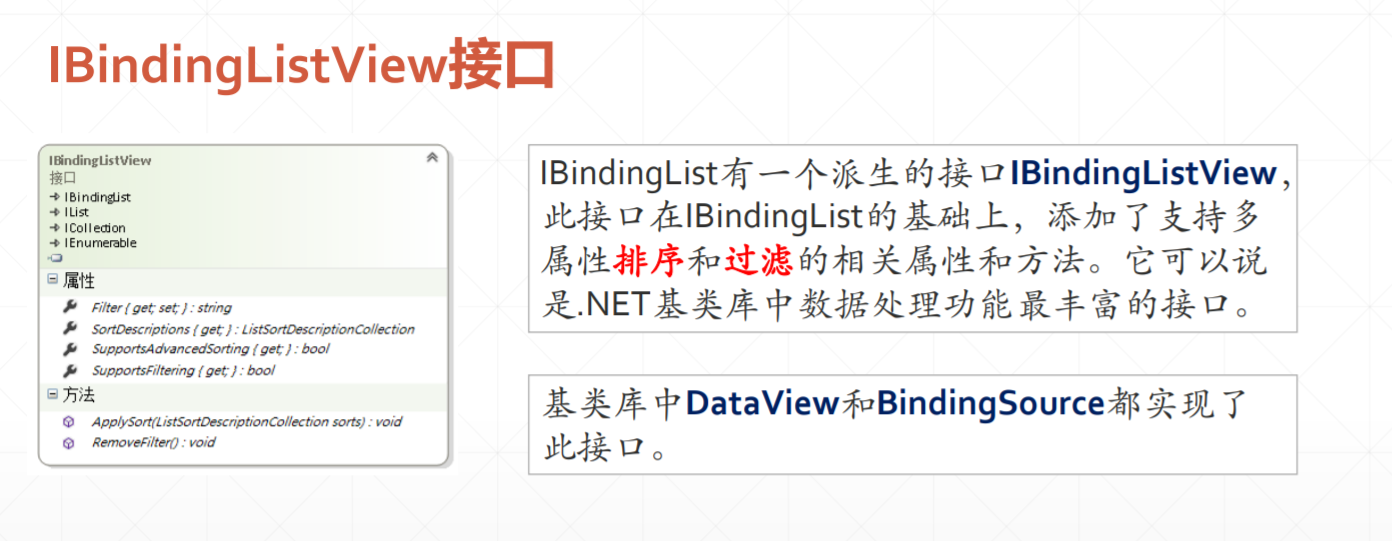 IBindingListView接口
IBindingListView
接口
IBindingList
IList
ICollection
IEnumerable
属性
Filter { get; set; } : string
SortDescriptions { get; } : ListSortDescriptionCollection
SupportsAdvancedSorting { get; } : bool
SupportsFiltering { get; } : bool
方法
ApplySort(ListSortDescriptionCollection sorts) : void
RemoveFilter() : void
IBindingList有一个派生的接口IBindingListView，
此接口在IBindingList的基础上，添加了支持多
属性排序和过滤的相关属性和方法。它可以说
是.NET基类库中数据处理功能最丰富的接口。
基类库中DataView和BindingSource都实现了
此接口。